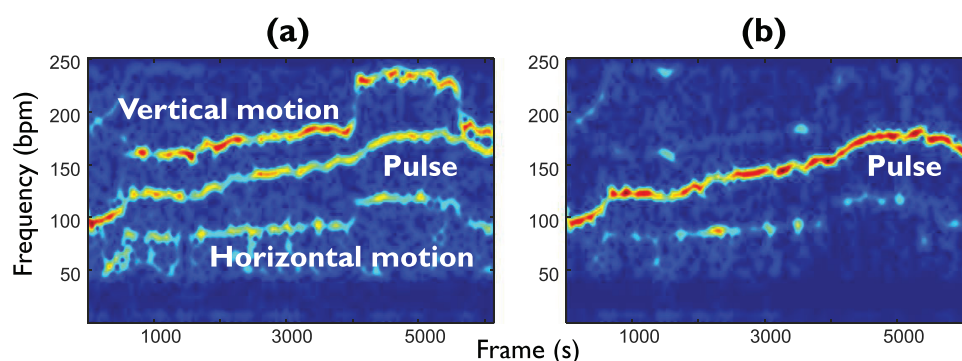 (a)
(b)
Frequency (bpm)
250
200
150
100
50
Vertical motion
Pulse
Horizontal motion
1000
3000
5000
250
200
150
100
50
Pulse
1000
3000
5000
Frame (s)